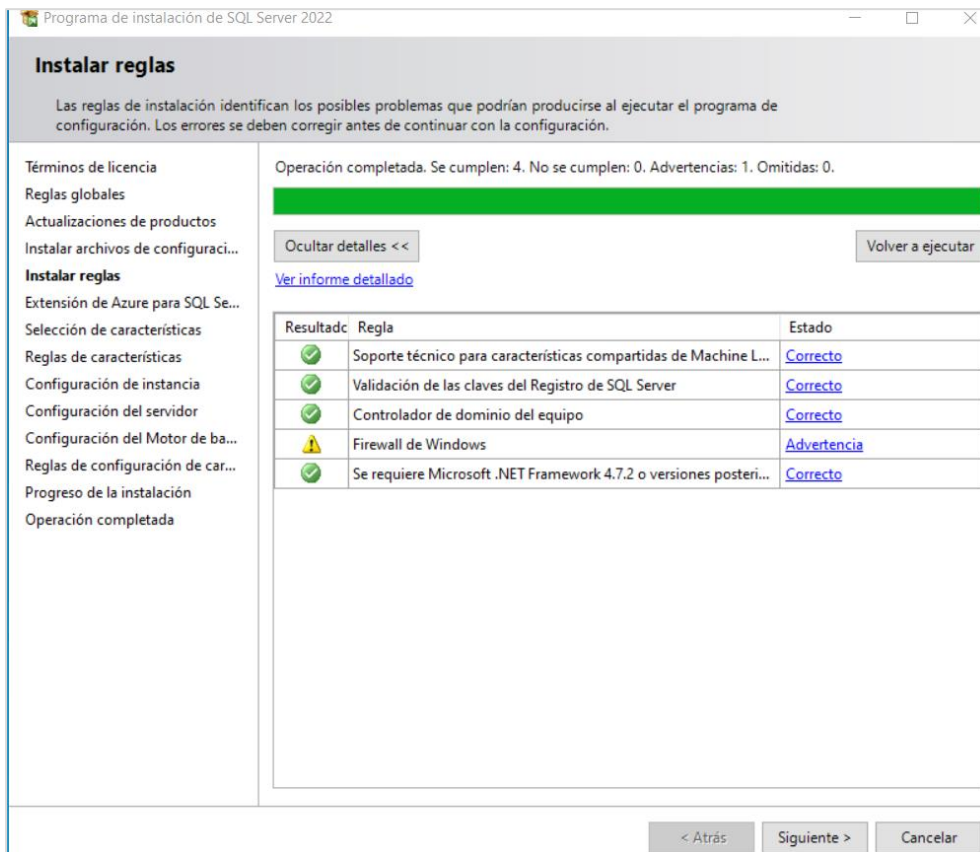 Programa de instalación de SQL Server 2022
Instalar reglas
Las reglas de instalación identifican los posibles problemas que podrían producirse al ejecutar el programa de
configuración. Los errores se deben corregir antes de continuar con la configuración.
Términos de licencia
Reglas globales
Actualizaciones de productos
Instalar archivos de configuraci...
Instalar reglas
Extensión de Azure para SQL Se...
Selección de características
Reglas de características
Configuración de instancia
Configuración del servidor
Configuración del Motor de ba...
Reglas de configuración de car...
Progreso de la instalación
Operación completada
Operación completada. Se cumplen: 4. No se cumplen: 0. Advertencias: 1. Omitidas: 0.
Ocultar detalles << Volver a ejecutar
Ver informe detallado
Resultado Regla Estado
Soporte técnico para características compartidas de Machine L... Correcto
Validación de las claves del Registro de SQL Server Correcto
Controlador de dominio del equipo Correcto
Firewall de Windows Advertencia
Se requiere Microsoft .NET Framework 4.7.2 o versiones posteri... Correcto
< Atrás Siguiente > Cancelar